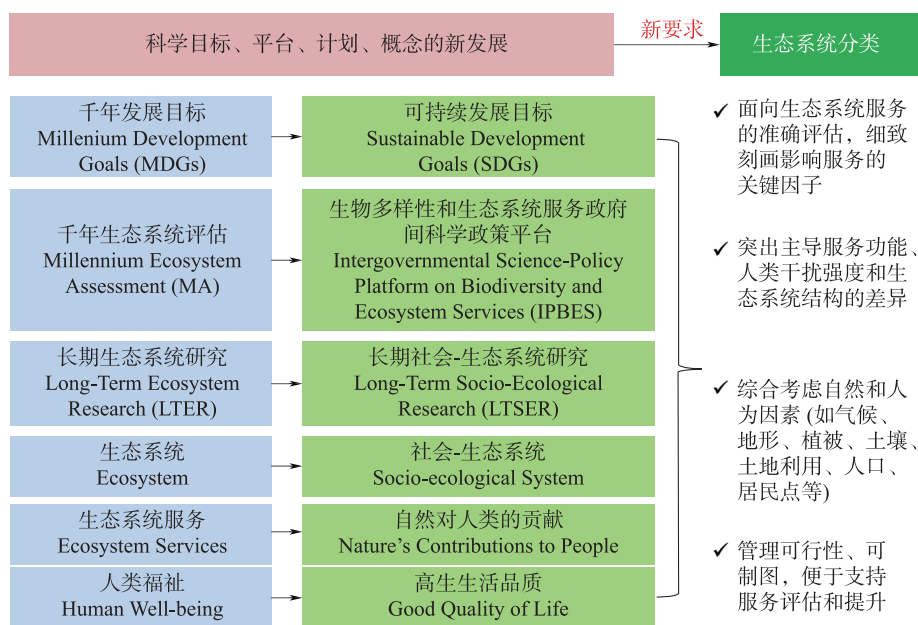 科学目标、平台、计划、概念的新发展
新要求
生态系统分类
千年发展目标
Millenium Development
Goals (MDGs)
可持续发展目标
Sustainable Development
Goals (SDGs)
千年生态系统评估
Millennium Ecosystem
Assessment (MA)
生物多样性和生态系统服务政府
间科学政策平台
Intergovernmental Science-Policy
Platform on Biodiversity and
Ecosystem Services (IPBES)
长期生态系统研究
Long-Term Ecosystem
Research (LTER)
长期社会-生态系统研究
Long-Term Socio-Ecological
Research (LTSER)
生态系统
Ecosystem
社会-生态系统
Socio-ecological System
生态系统服务
Ecosystem Services
自然对人类的贡献
Nature's Contributions to People
人类福祉
Human Well-being
高生生活品质
Good Quality of Life
✓ 面向生态系统服务
的准确评估，细致
刻画影响服务的
关键因子
✓ 突出主导服务功能、
人类干扰强度和生
态系统结构的差异
✓ 综合考虑自然和人
为因素 (如气候、
地形、植被、土壤、
土地利用、人口、
居民点等)
✓ 管理可行性、可
制图，便于支持
服务评估和提升